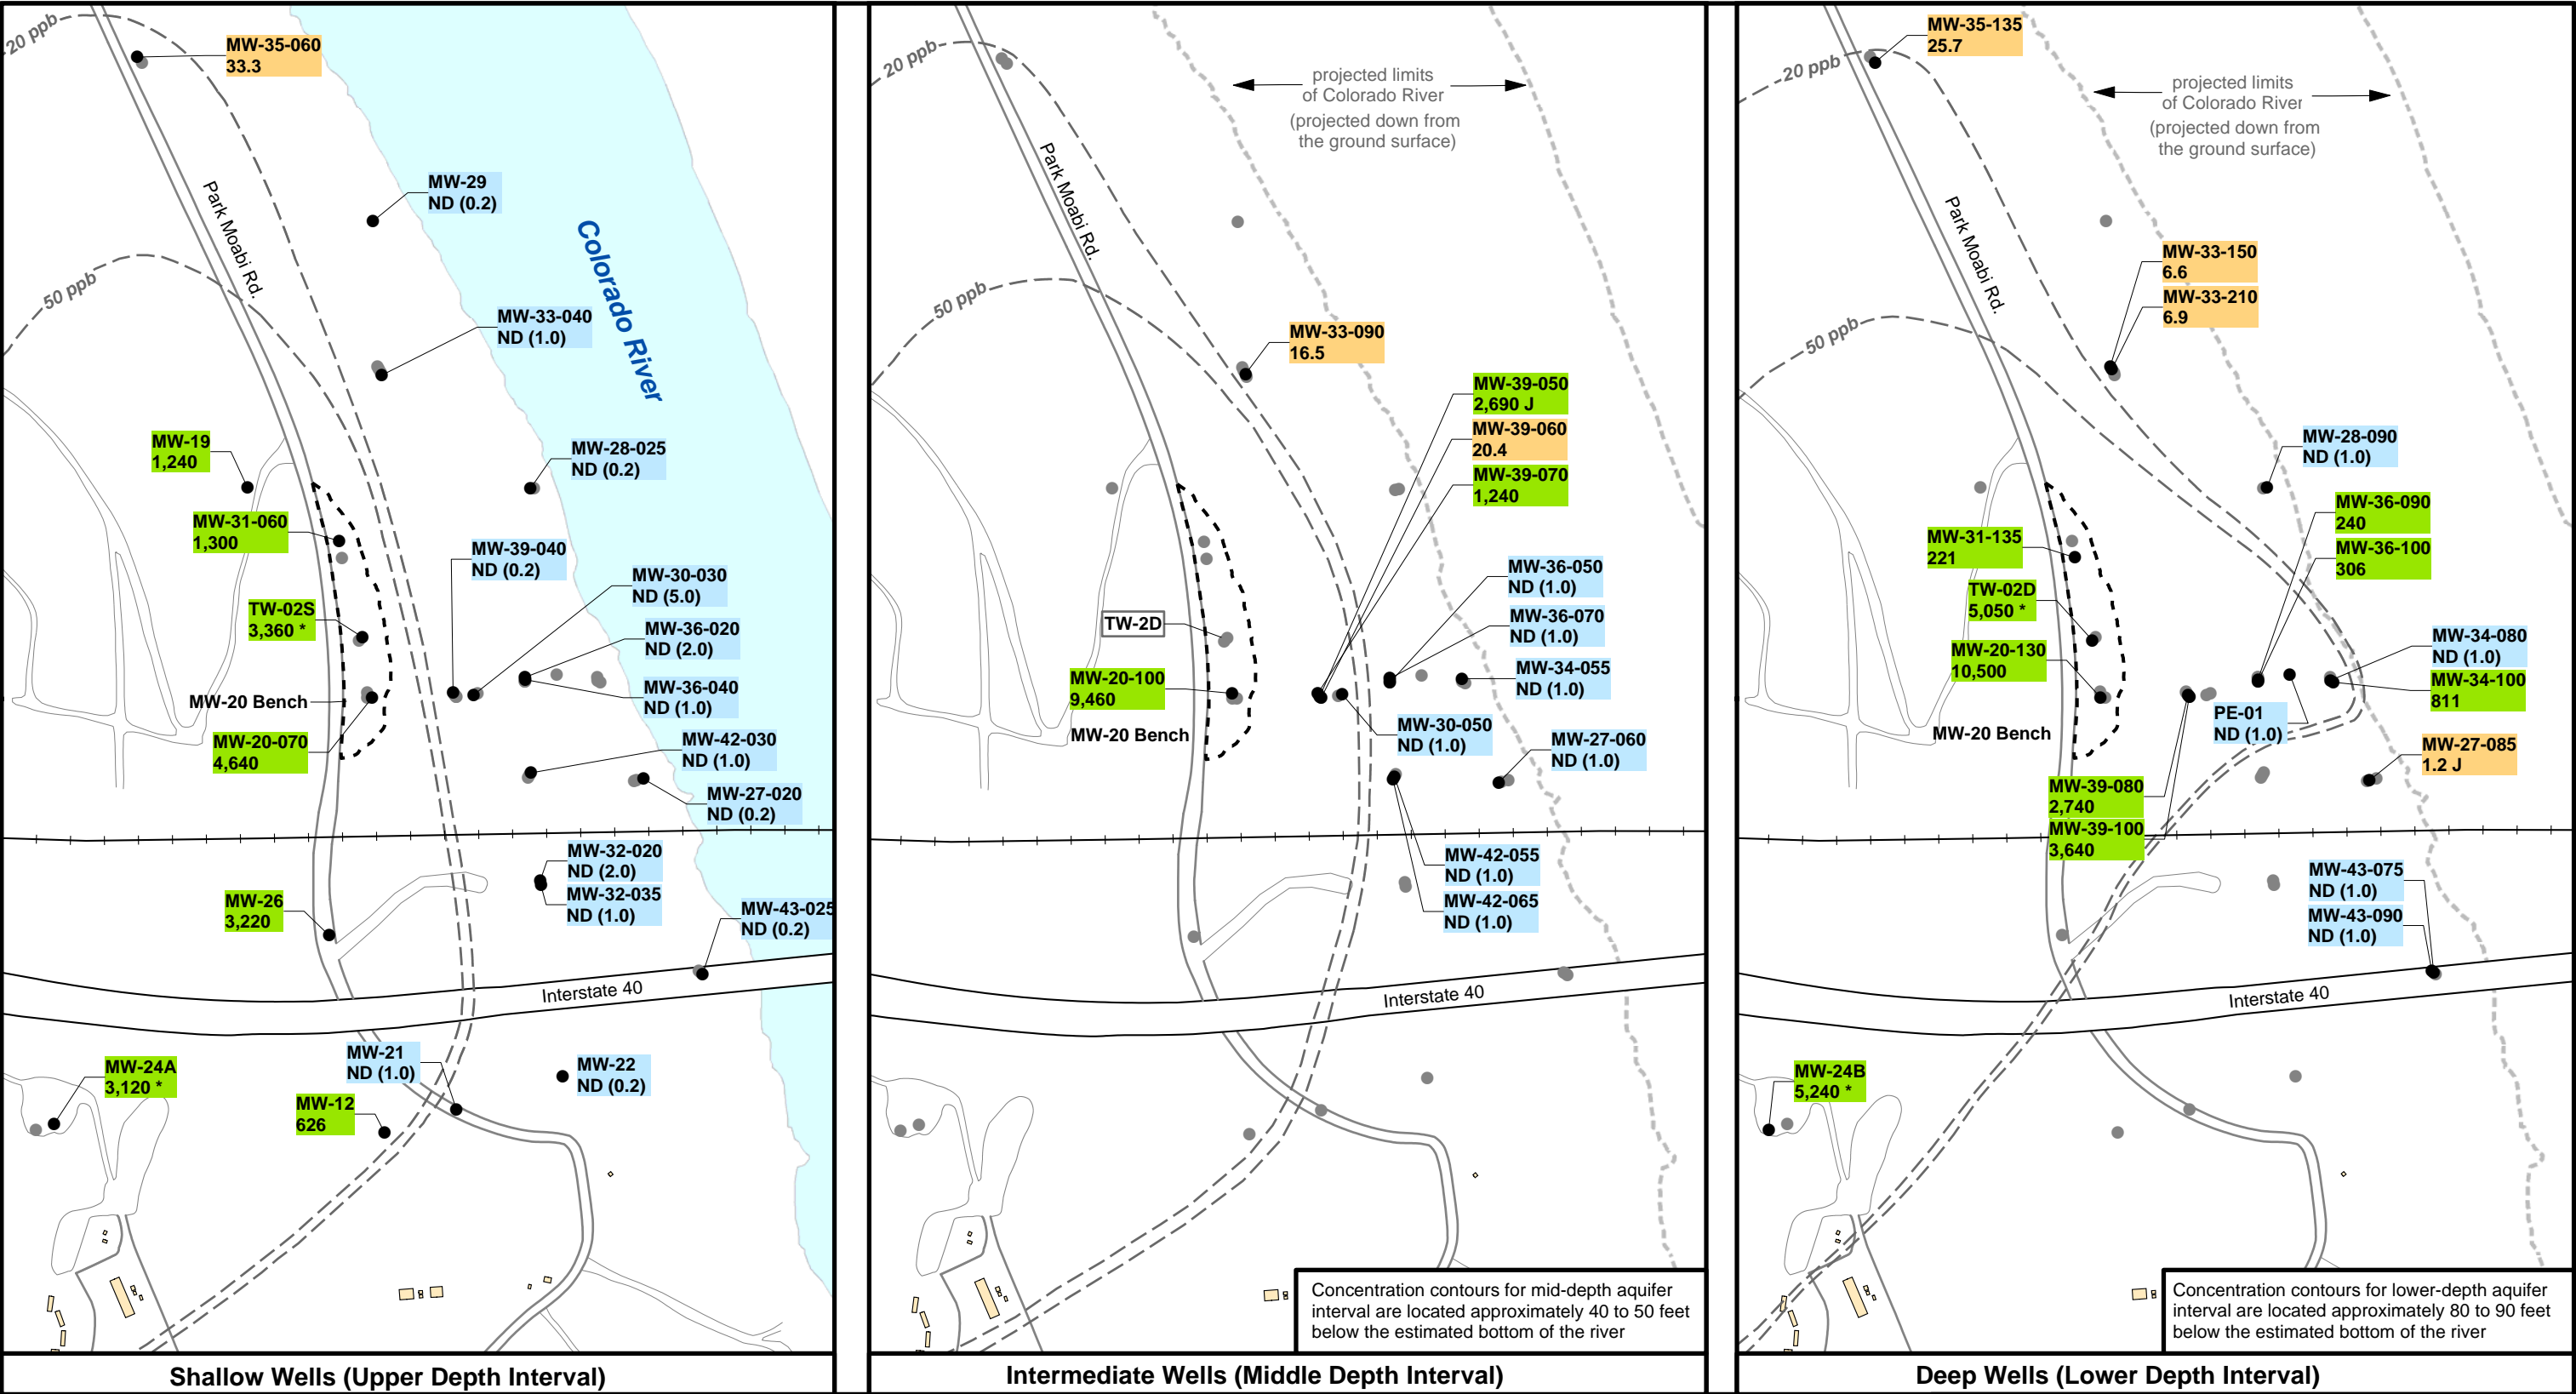 20 ppb
MW-35-060
33.3
Park Moabi Rd.
MW-29
ND (0.2)
50 ppb
Colorado River
MW-33-040
ND (1.0)
MW-19
1,240
MW-28-025
ND (0.2)
MW-31-060
1,300
MW-39-040
ND (0.2)
MW-30-030
ND (5.0)
TW-02S
3,360 *
MW-36-020
ND (2.0)
MW-20 Bench
MW-36-040
ND (1.0)
MW-20-070
4,640
MW-42-030
ND (1.0)
MW-27-020
ND (0.2)
MW-32-020
ND (2.0)
MW-32-035
ND (1.0)
MW-26
3,220
MW-43-025
ND (0.2)
Interstate 40
MW-24A
3,120 *
MW-21
ND (1.0)
MW-22
ND (0.2)
MW-12
626
Shallow Wells (Upper Depth Interval)
20 ppb
projected limits
of Colorado River
(projected down from
the ground surface)
Park Moabi Rd.
50 ppb
MW-33-090
16.5
MW-39-050
2,690 J
MW-39-060
20.4
MW-39-070
1,240
MW-36-050
ND (1.0)
MW-36-070
ND (1.0)
TW-2D
MW-34-055
ND (1.0)
MW-20-100
9,460
MW-20 Bench
MW-30-050
ND (1.0)
MW-27-060
ND (1.0)
MW-42-055
ND (1.0)
MW-42-065
ND (1.0)
Interstate 40
Concentration contours for mid-depth aquifer
interval are located approximately 40 to 50 feet
below the estimated bottom of the river
Intermediate Wells (Middle Depth Interval)
MW-35-135
25.7
20 ppb
projected limits
of Colorado River
(projected down from
the ground surface)
Park Moabi Rd.
MW-33-150
6.6
MW-33-210
6.9
50 ppb
MW-28-090
ND (1.0)
MW-36-090
240
MW-36-100
306
MW-31-135
221
TW-02D
5,050 *
MW-20-130
10,500
MW-34-080
ND (1.0)
MW-34-100
811
PE-01
ND (1.0)
MW-20 Bench
MW-27-085
1.2 J
MW-39-080
2,740
MW-39-100
3,640
MW-43-075
ND (1.0)
MW-43-090
ND (1.0)
Interstate 40
MW-24B
5,240 *
Concentration contours for lower-depth aquifer
interval are located approximately 80 to 90 feet
below the estimated bottom of the river
Deep Wells (Lower Depth Interval)